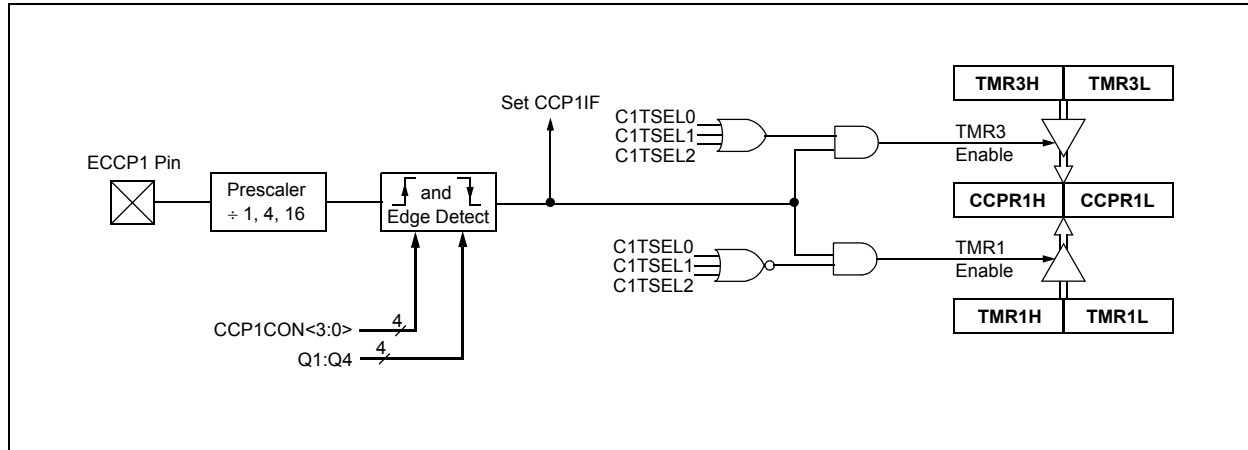 TMR3H TMR3L
Set CCP1IF
C1TSEL0
C1TSEL1
C1TSEL2
TMR3
Enable
ECCP1 Pin
Prescaler
÷ 1, 4, 16
and
Edge Detect
CCPR1H CCPR1L
C1TSEL0
C1TSEL1
C1TSEL2
TMR1
Enable
TMR1H TMR1L
CCP1CON<3:0> 4
Q1:Q4 4